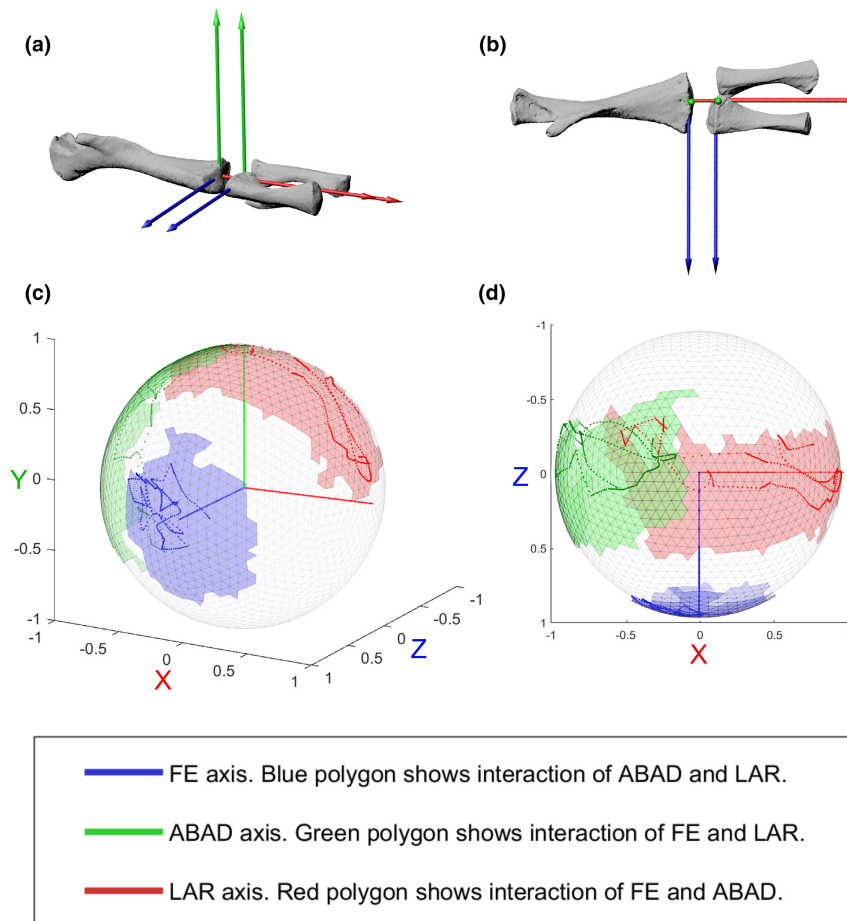 (a)
(b)
(c)
(d)
1
0.5
Y
0
-0.5
-1
-1
-0.5
0
0.5
1
X
1
0.5
0
-0.5
-1
Z
-1
-0.5
Z
0
0.5
1
-0.5
0
0.5
X
FE axis. Blue polygon shows interaction of ABAD and LAR.
ABAD axis. Green polygon shows interaction of FE and LAR.
LAR axis. Red polygon shows interaction of FE and ABAD.